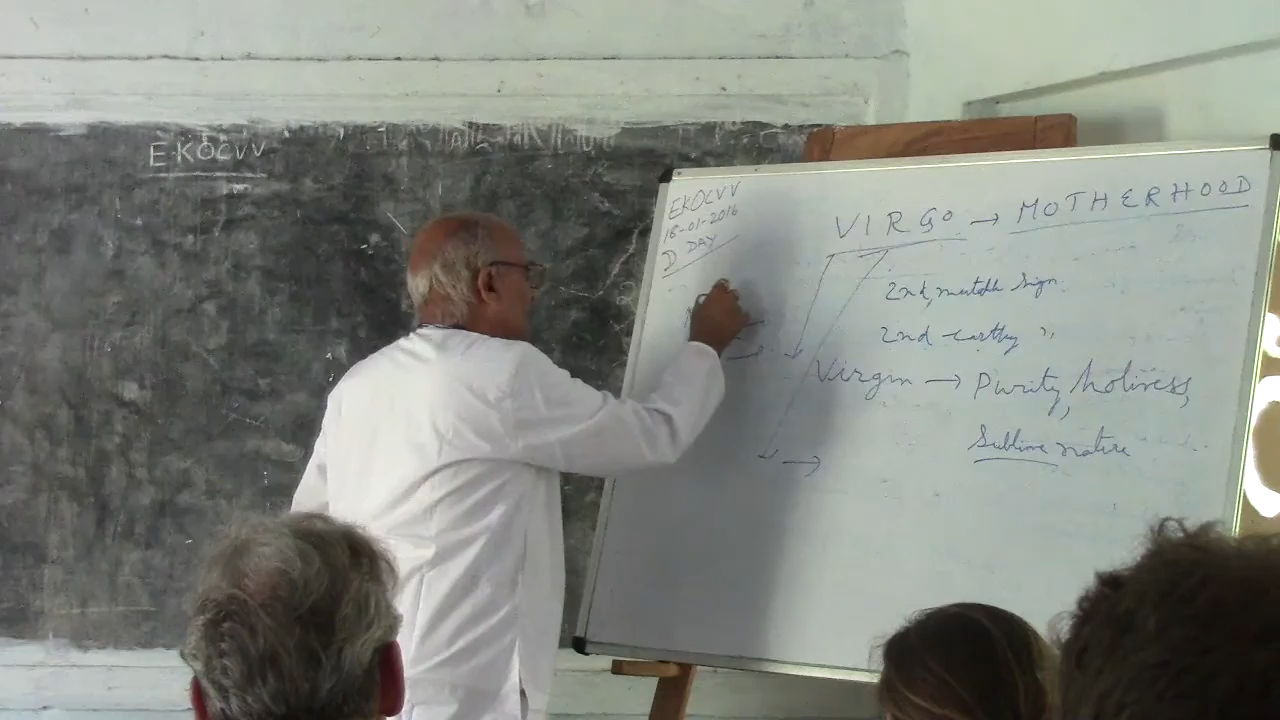 EKOCVV
EKOCVV
18-01-2016
D DAY
VIRGO → MOTHERHOOD
2nd, mutable sign.
2nd earthy "
Virgin → Purity, holiness,
Sublime nature